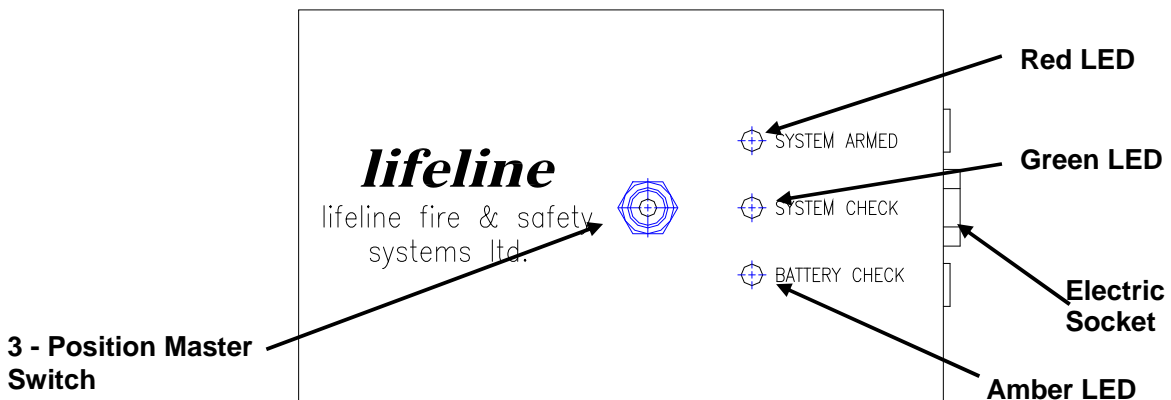 Red LED
SYSTEM ARMED
lifeline
Green LED
lifeline fire & safety
SYSTEM CHECK
systems ltd.
BATTERY CHECK
Electric
Socket
3 - Position Master
Switch
Amber LED